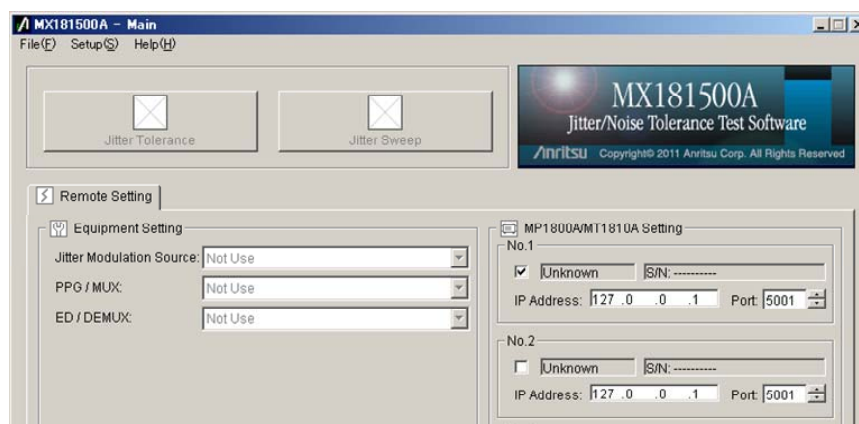 MX181500A - Main
File(F) Setup(S) Help(H)
Jitter Tolerance
Jitter Sweep
MX181500A
Jitter/Noise Tolerance Test Software
Anritsu Copyright© 2011 Anritsu Corp. All Rights Reserved
Remote Setting
Equipment Setting
Jitter Modulation Source: Not Use
PPG / MUX: Not Use
ED / DEMUX: Not Use
MP1800A/MT1810A Setting
No.1
Unknown S/N: ----------
IP Address: 127 .0 .0 .1 Port: 5001
No.2
Unknown S/N: ----------
IP Address: 127 .0 .0 .1 Port: 5001